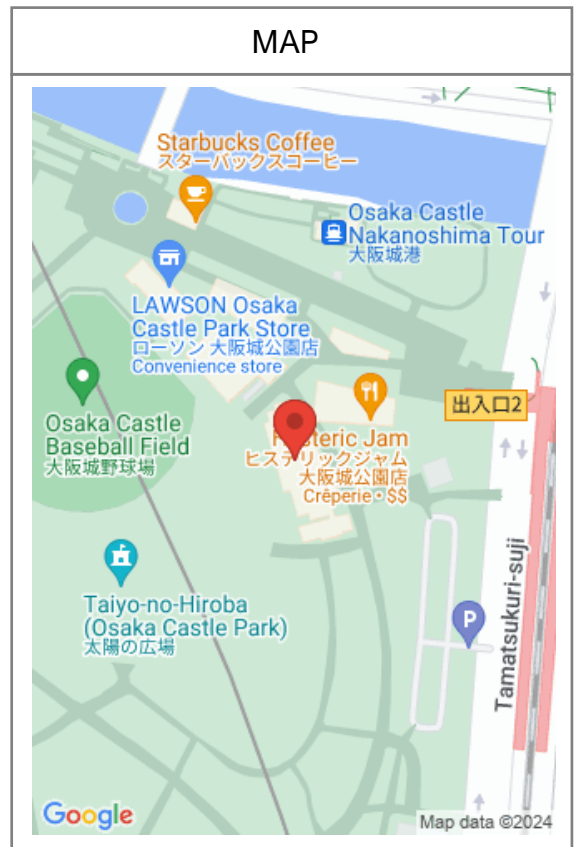 MAP
Starbucks Coffee
スターバックスコーヒー
Osaka Castle
Nakanoshima Tour
大阪城港
LAWSON Osaka
Castle Park Store
ローソン 大阪城公園店
Convenience store
出入口2
Osaka Castle
Baseball Field
大阪城野球場
Jam
ヒステリックジャム
大阪城公園店
Crêperie • $$
Taiyo-no-Hiroba
(Osaka Castle Park)
太陽の広場
P
Tamatsukuri-suji
Google
Map data ©2024